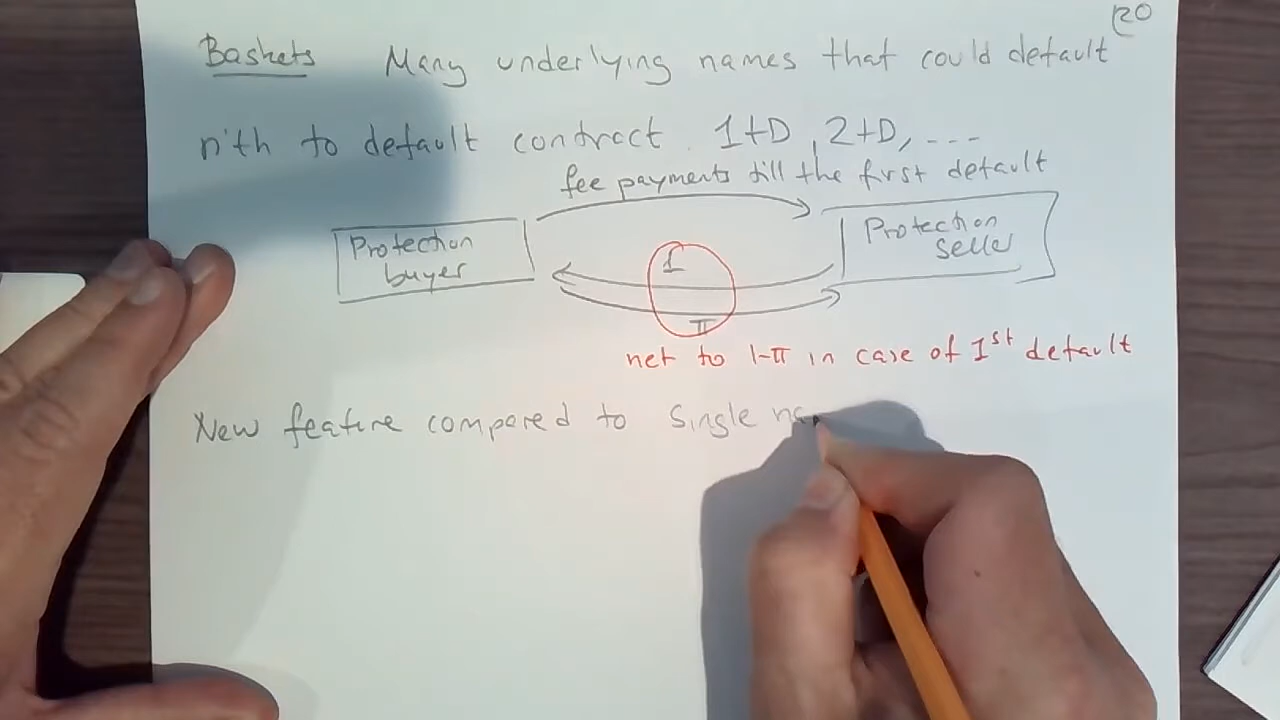 20
Baskets Many underlying names that could default
n'th to default contract. 1tD, 2tD, ----
fee payments till the first default
Protection buyer
Protection seller
1
π
net to 1-π in case of 1st default
New feature compared to Single na